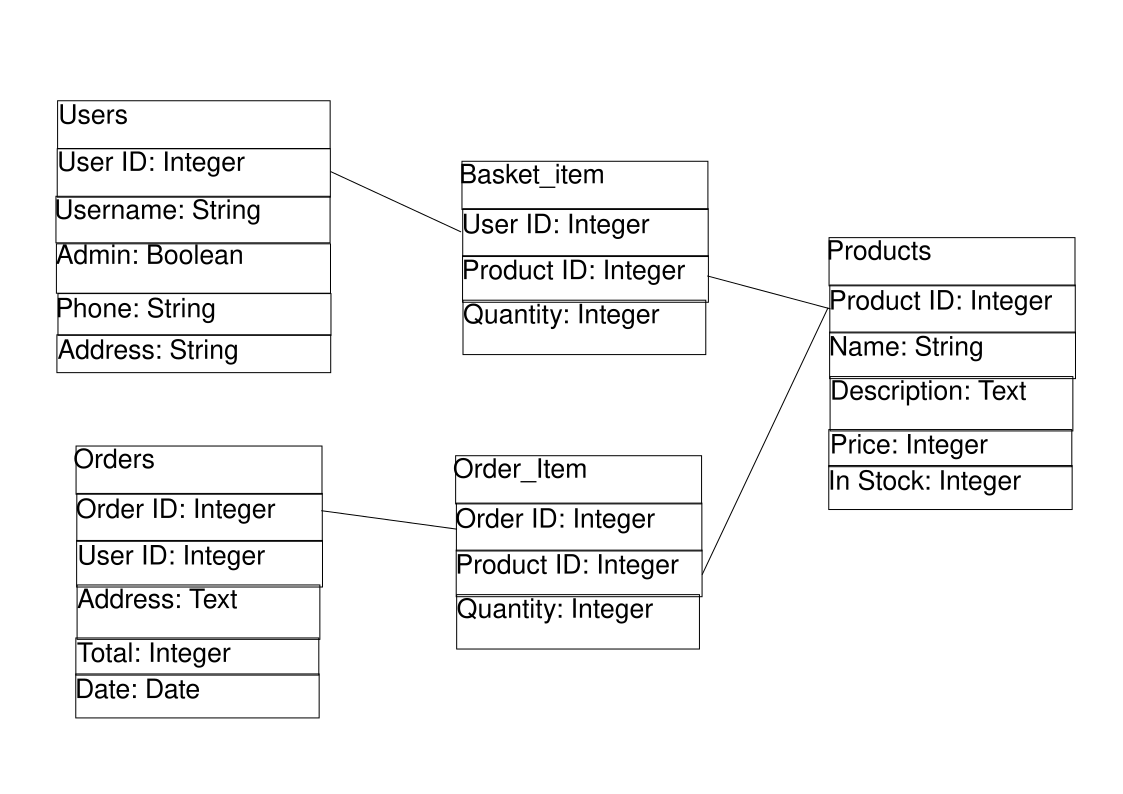 Users
User ID: Integer
Username: String
Admin: Boolean
Phone: String
Address: String
Basket_item
User ID: Integer
Product ID: Integer
Quantity: Integer
Products
Product ID: Integer
Name: String
Description: Text
Price: Integer
In Stock: Integer
Orders
Order ID: Integer
User ID: Integer
Address: Text
Total: Integer
Date: Date
Order_Item
Order ID: Integer
Product ID: Integer
Quantity: Integer